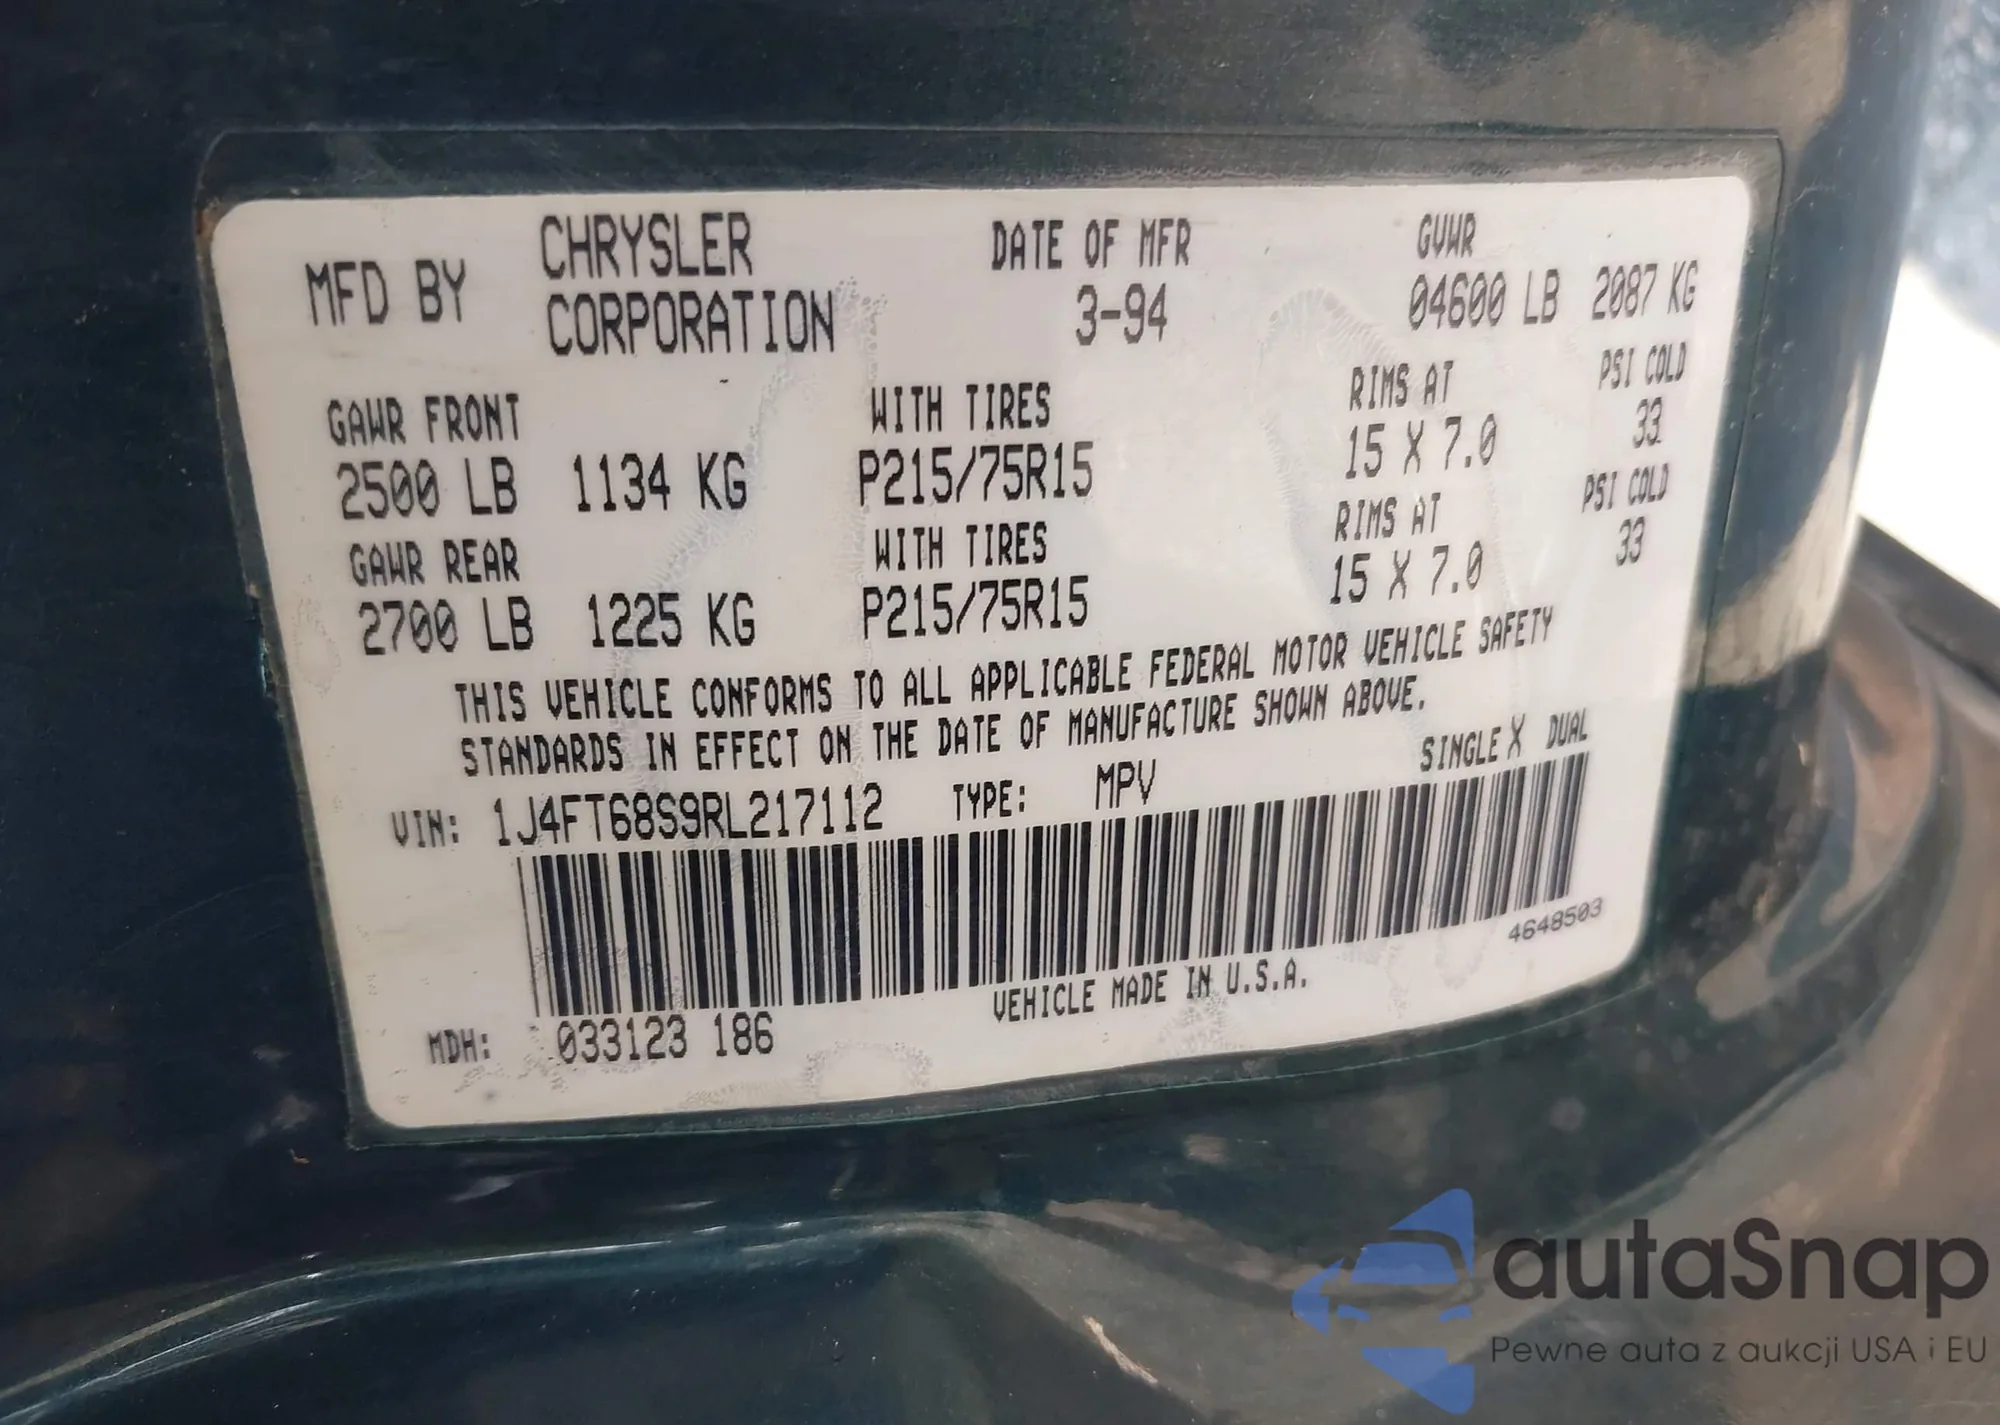 MFD BY CHRYSLER CORPORATION
DATE OF MFR
3-94
GVWR
04600 LB 2087 KG
GAWR FRONT WITH TIRES RIMS AT PSI COLD
2500 LB 1134 KG P215/75R15 15 X 7.0 33
GAWR REAR WITH TIRES RIMS AT PSI COLD
2700 LB 1225 KG P215/75R15 15 X 7.0 33
THIS VEHICLE CONFORMS TO ALL APPLICABLE FEDERAL MOTOR VEHICLE SAFETY
STANDARDS IN EFFECT ON THE DATE OF MANUFACTURE SHOWN ABOVE.
VIN: 1J4FT68S9RL217112 TYPE: MPV SINGLE X DUAL
4648503
MDH: 033123 186 VEHICLE MADE IN U.S.A.
autaSnap
Pewne auta z aukcji USA i EU